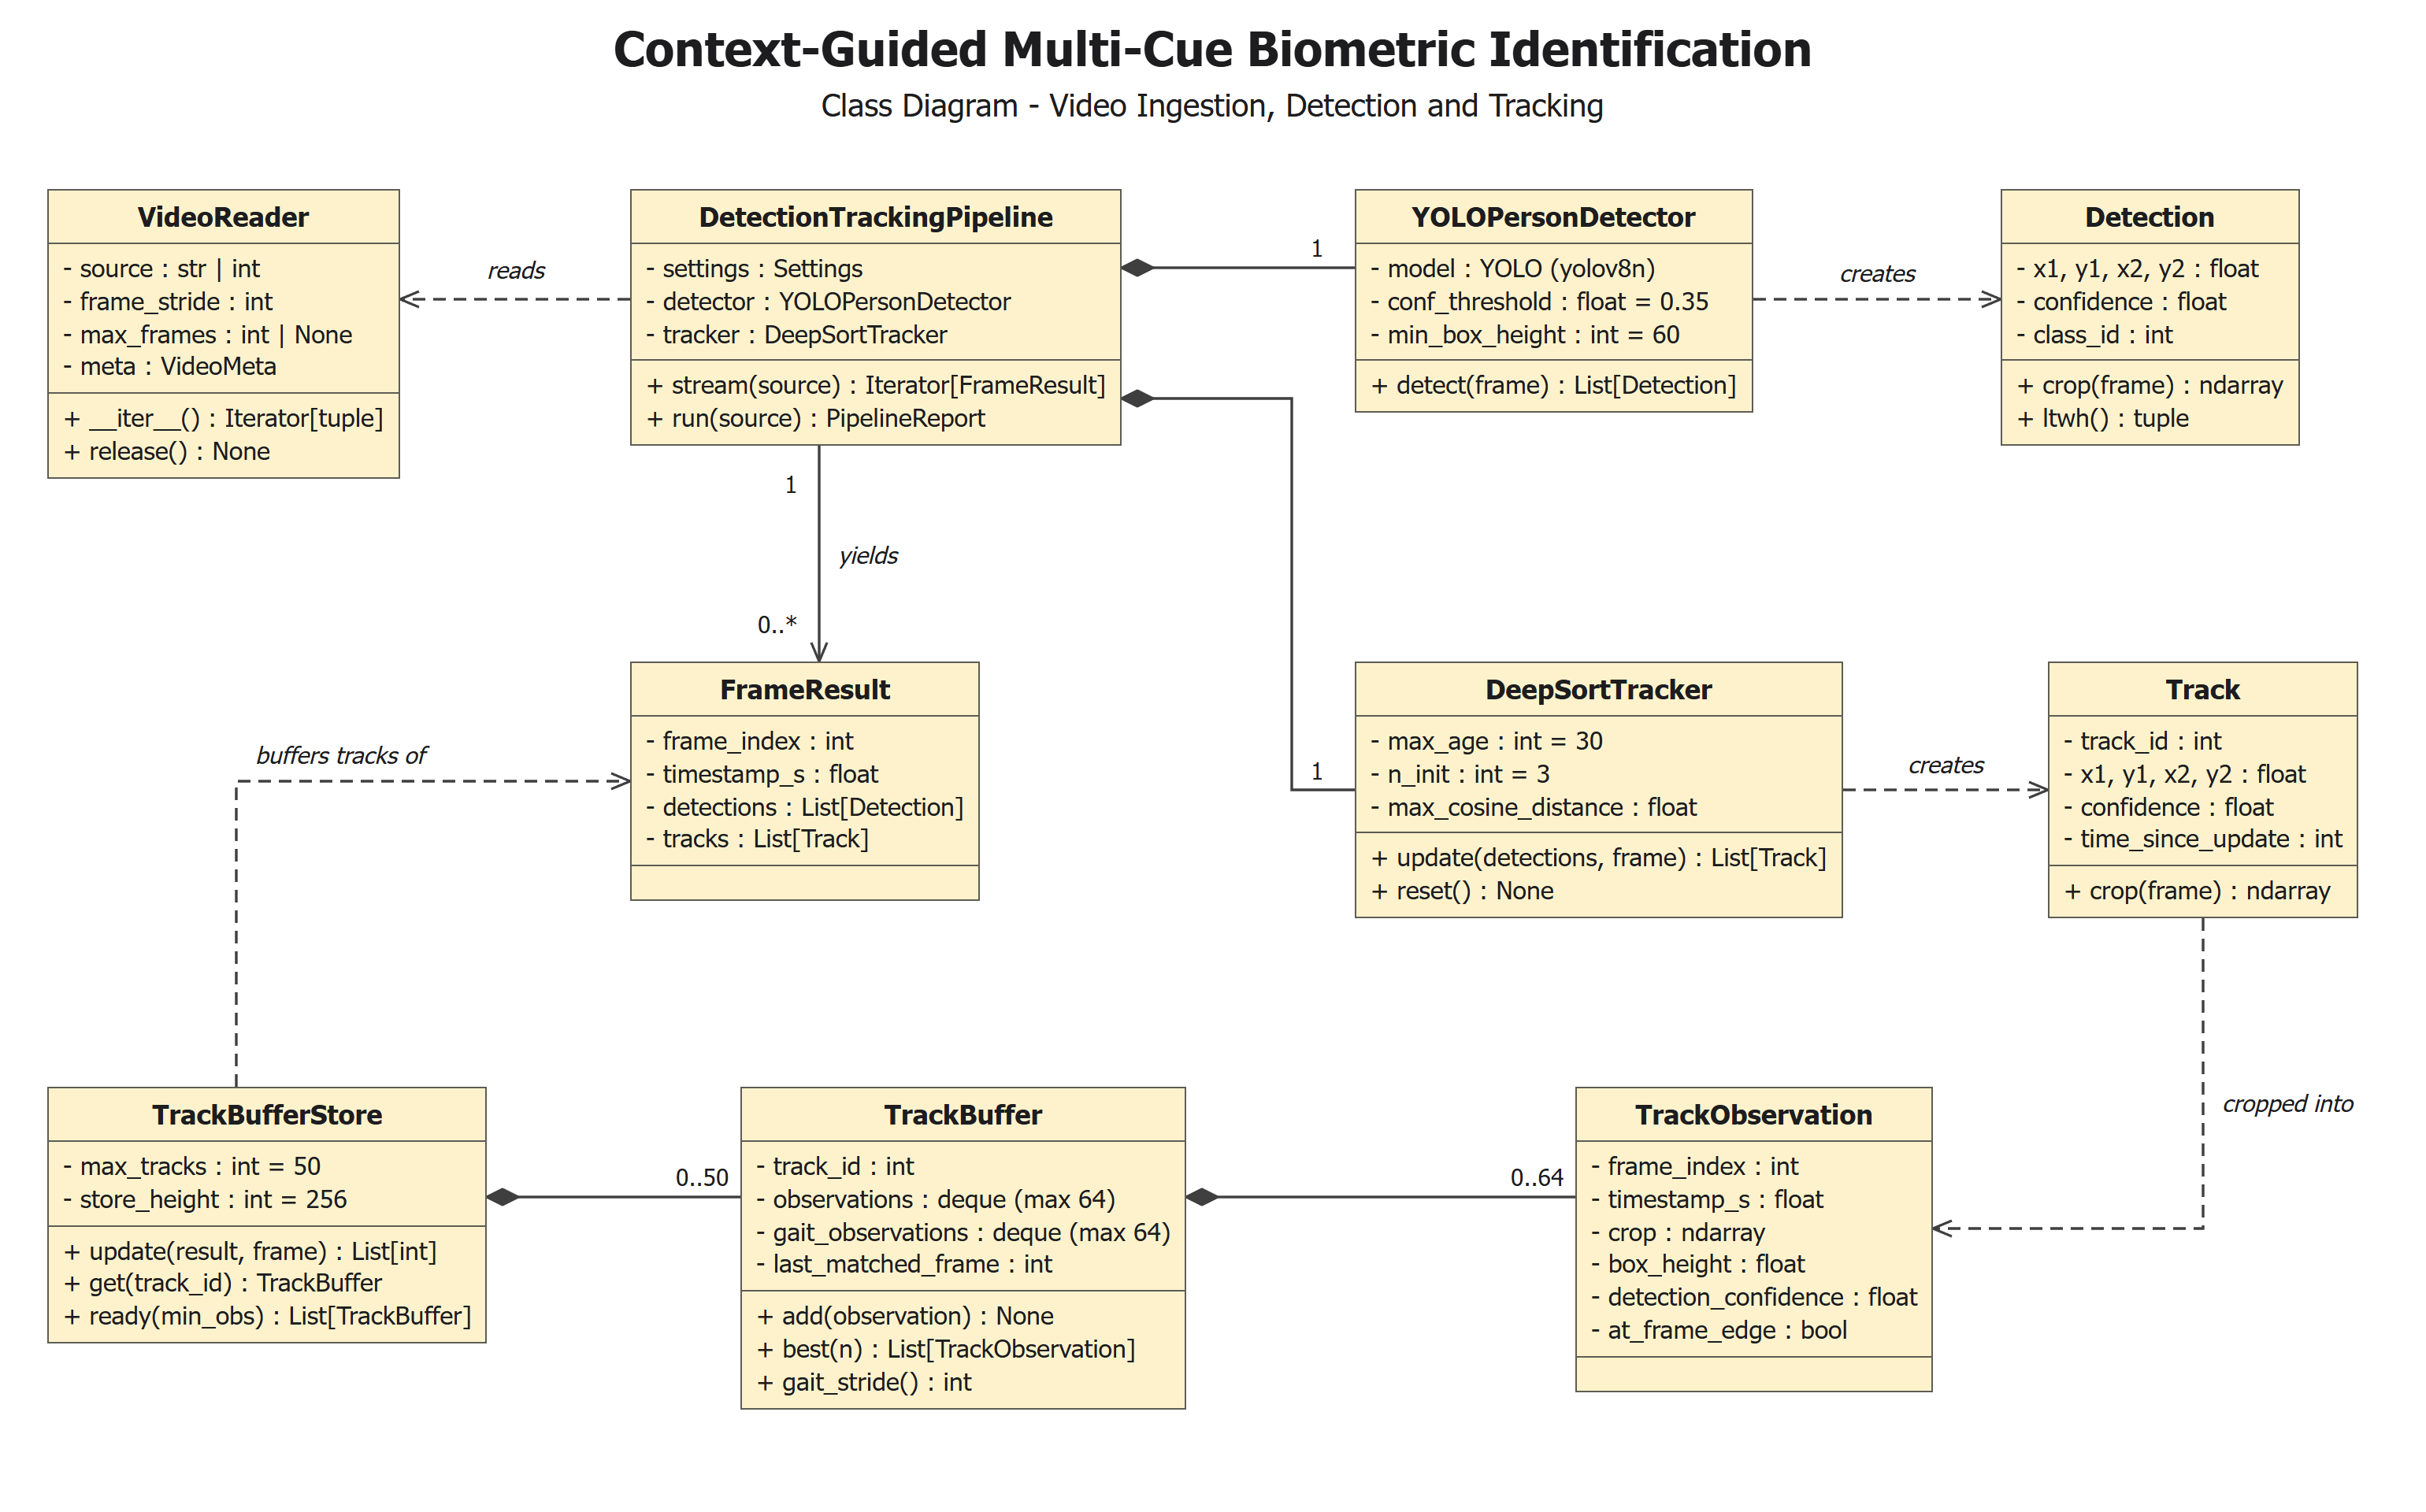 Context-Guided Multi-Cue Biometric Identification
Class Diagram - Video Ingestion, Detection and Tracking
VideoReader
- source : str | int
- frame_stride : int
- max_frames : int | None
- meta : VideoMeta
+ __iter__() : Iterator[tuple]
+ release() : None
reads
DetectionTrackingPipeline
- settings : Settings
- detector : YOLOPersonDetector
- tracker : DeepSortTracker
+ stream(source) : Iterator[FrameResult]
+ run(source) : PipelineReport
1
YOLOPersonDetector
- model : YOLO (yolov8n)
- conf_threshold : float = 0.35
- min_box_height : int = 60
+ detect(frame) : List[Detection]
creates
Detection
- x1, y1, x2, y2 : float
- confidence : float
- class_id : int
+ crop(frame) : ndarray
+ ltwh() : tuple
1
yields
0..*
buffers tracks of
FrameResult
- frame_index : int
- timestamp_s : float
- detections : List[Detection]
- tracks : List[Track]
1
DeepSortTracker
- max_age : int = 30
- n_init : int = 3
- max_cosine_distance : float
+ update(detections, frame) : List[Track]
+ reset() : None
creates
Track
- track_id : int
- x1, y1, x2, y2 : float
- confidence : float
- time_since_update : int
+ crop(frame) : ndarray
cropped into
TrackBufferStore
- max_tracks : int = 50
- store_height : int = 256
+ update(result, frame) : List[int]
+ get(track_id) : TrackBuffer
+ ready(min_obs) : List[TrackBuffer]
0..50
TrackBuffer
- track_id : int
- observations : deque (max 64)
- gait_observations : deque (max 64)
- last_matched_frame : int
+ add(observation) : None
+ best(n) : List[TrackObservation]
+ gait_stride() : int
0..64
TrackObservation
- frame_index : int
- timestamp_s : float
- crop : ndarray
- box_height : float
- detection_confidence : float
- at_frame_edge : bool